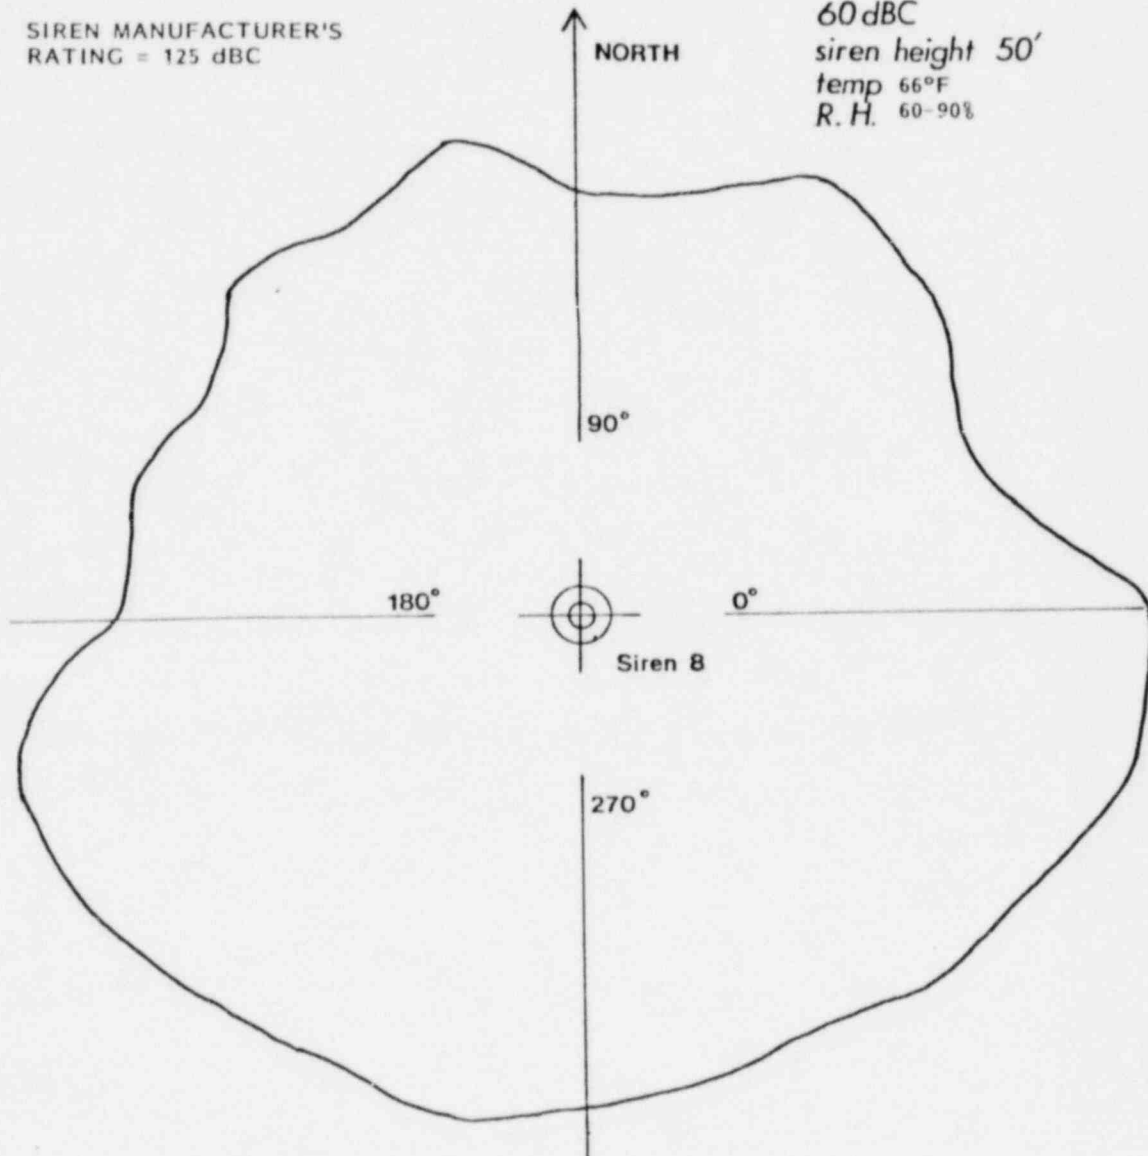 SIREN MANUFACTURER'S
RATING = 125 dBC
60 dBC
siren height 50'
temp 66°F
R. H. 60-90%
NORTH
90°
180°
0°
Siren 8
270°